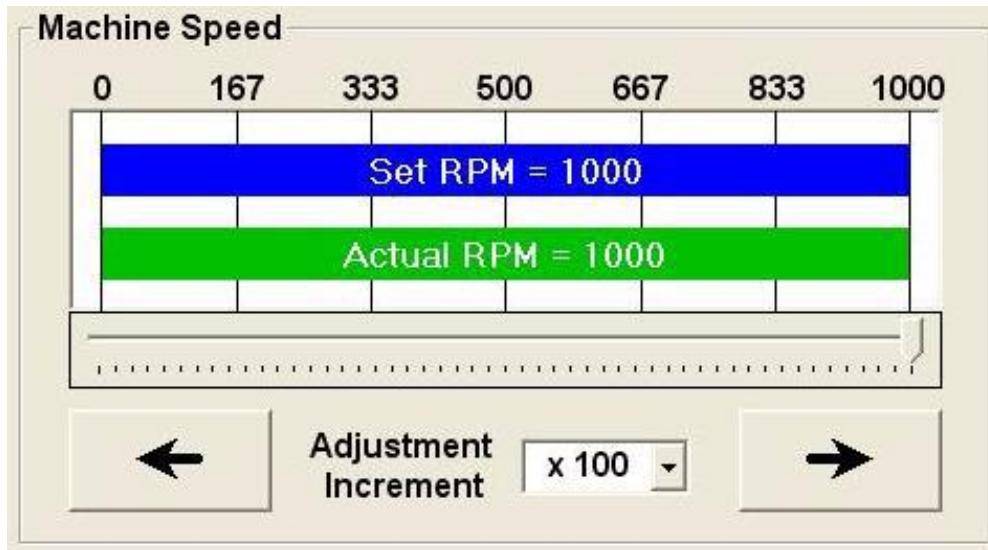 Machine Speed
0 167 333 500 667 833 1000
Set RPM = 1000
Actual RPM = 1000
Adjustment
Increment
x 100